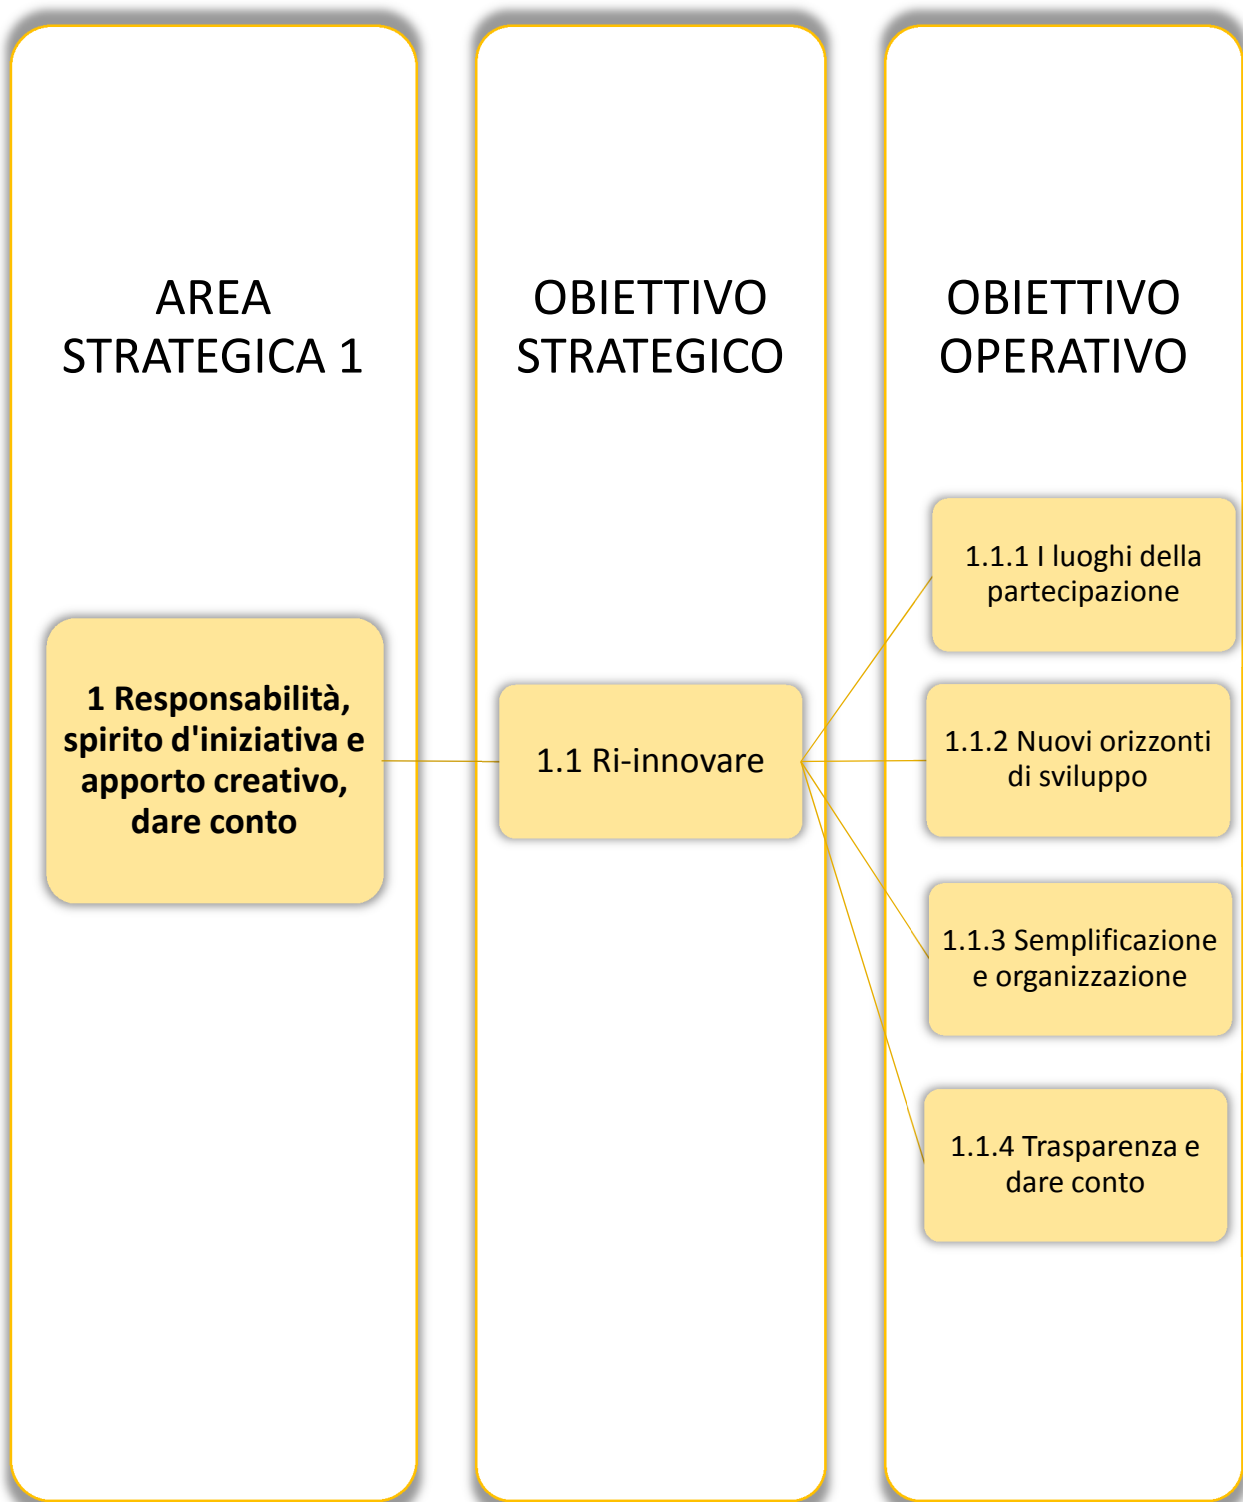 AREA
STRATEGICA 1
OBIETTIVO
STRATEGICO
OBIETTIVO
OPERATIVO
1 Responsabilità,
spirito d'iniziativa e
apporto creativo,
dare conto
1.1 Ri-innovare
1.1.1 I luoghi della
partecipazione
1.1.2 Nuovi orizzonti
di sviluppo
1.1.3 Semplificazione
e organizzazione
1.1.4 Trasparenza e
dare conto